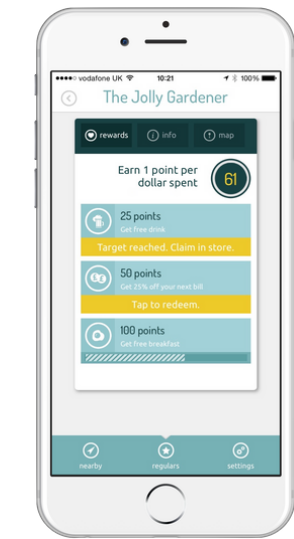 vodafone UK 10:21 100%
The Jolly Gardener
rewards info map
Earn 1 point per
dollar spent
61
25 points
Get free drink
Target reached. Claim in store.
50 points
Get 25% off your next bill
Tap to redeem.
100 points
Get free breakfast
nearby regulars settings